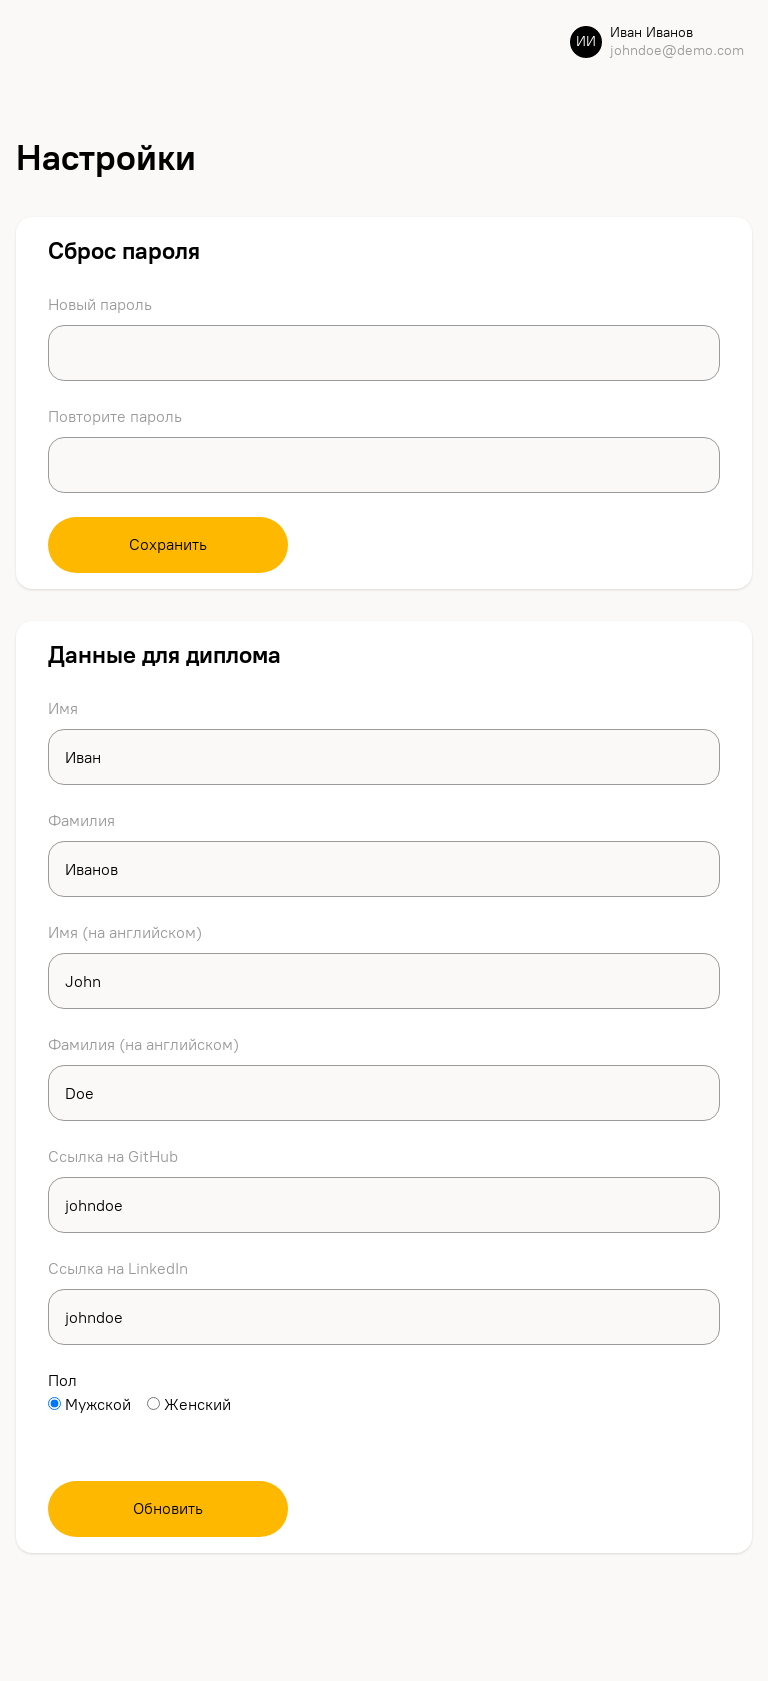 ИИ
Иван Иванов
johndoe@demo.com
Настройки
Сброс пароля
Новый пароль
Повторите пароль
Сохранить
Данные для диплома
Имя
Иван
Фамилия
Иванов
Имя (на английском)
John
Фамилия (на английском)
Doe
Ссылка на GitHub
johndoe
Ссылка на LinkedIn
johndoe
Пол
Мужской Женский
Обновить